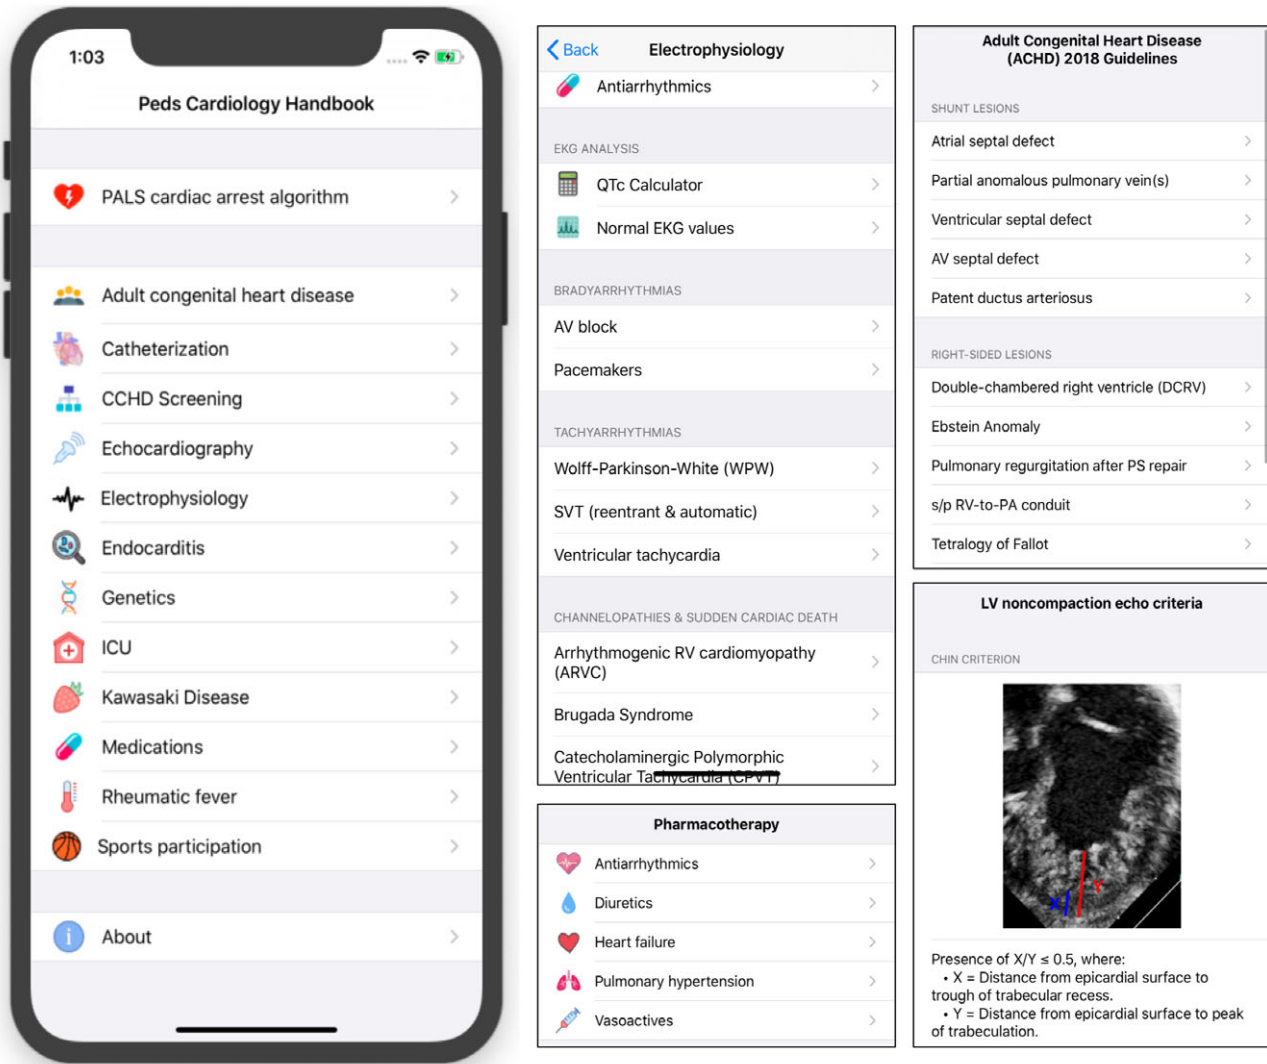 1:03
Peds Cardiology Handbook
PALS cardiac arrest algorithm
Adult congenital heart disease
Catheterization
CCHD Screening
Echocardiography
Electrophysiology
Endocarditis
Genetics
ICU
Kawasaki Disease
Medications
Rheumatic fever
Sports participation
About
Back
Electrophysiology
Antiarrhythmics
EKG ANALYSIS
QTc Calculator
Normal EKG values
BRADYARRHYTHMIAS
AV block
Pacemakers
TACHYARRHYTHMIAS
Wolff-Parkinson-White (WPW)
SVT (reentrant & automatic)
Ventricular tachycardia
CHANNELOPATHIES & SUDDEN CARDIAC DEATH
Arrhythmogenic RV cardiomyopathy
(ARVC)
Brugada Syndrome
Catecholaminergic Polymorphic
Ventricular Tachycardia (CPVT)
Pharmacotherapy
Antiarrhythmics
Diuretics
Heart failure
Pulmonary hypertension
Vasoactives
Adult Congenital Heart Disease
(ACHD) 2018 Guidelines
SHUNT LESIONS
Atrial septal defect
Partial anomalous pulmonary vein(s)
Ventricular septal defect
AV septal defect
Patent ductus arteriosus
RIGHT-SIDED LESIONS
Double-chambered right ventricle (DCRV)
Ebstein Anomaly
Pulmonary regurgitation after PS repair
s/p RV-to-PA conduit
Tetralogy of Fallot
LV noncompaction echo criteria
CHIN CRITERION
Y
X
Presence of X/Y ≤ 0.5, where:
• X = Distance from epicardial surface to
trough of trabecular recess.
• Y = Distance from epicardial surface to peak
of trabeculation.